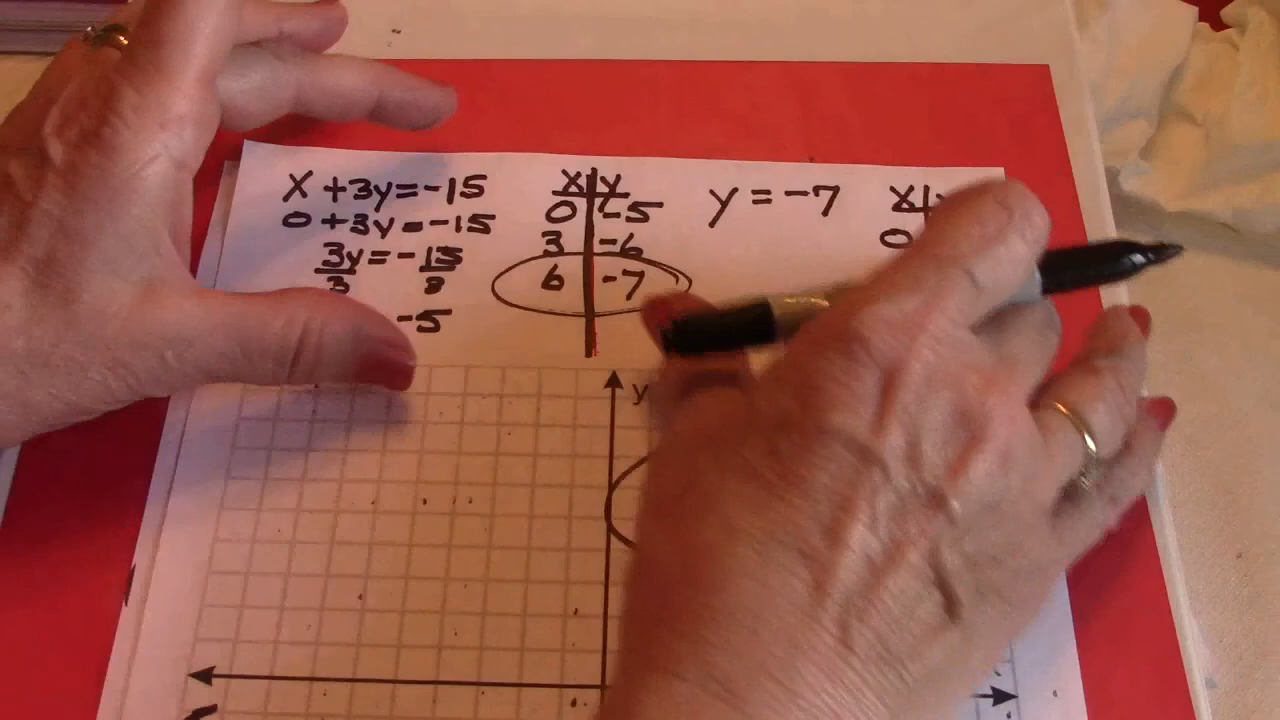 x + 3y = -15
0 + 3y = -15
3y = -15
3 3
-5
x y
0 -5
3 -6
6 -7
y = -7
x
0
y